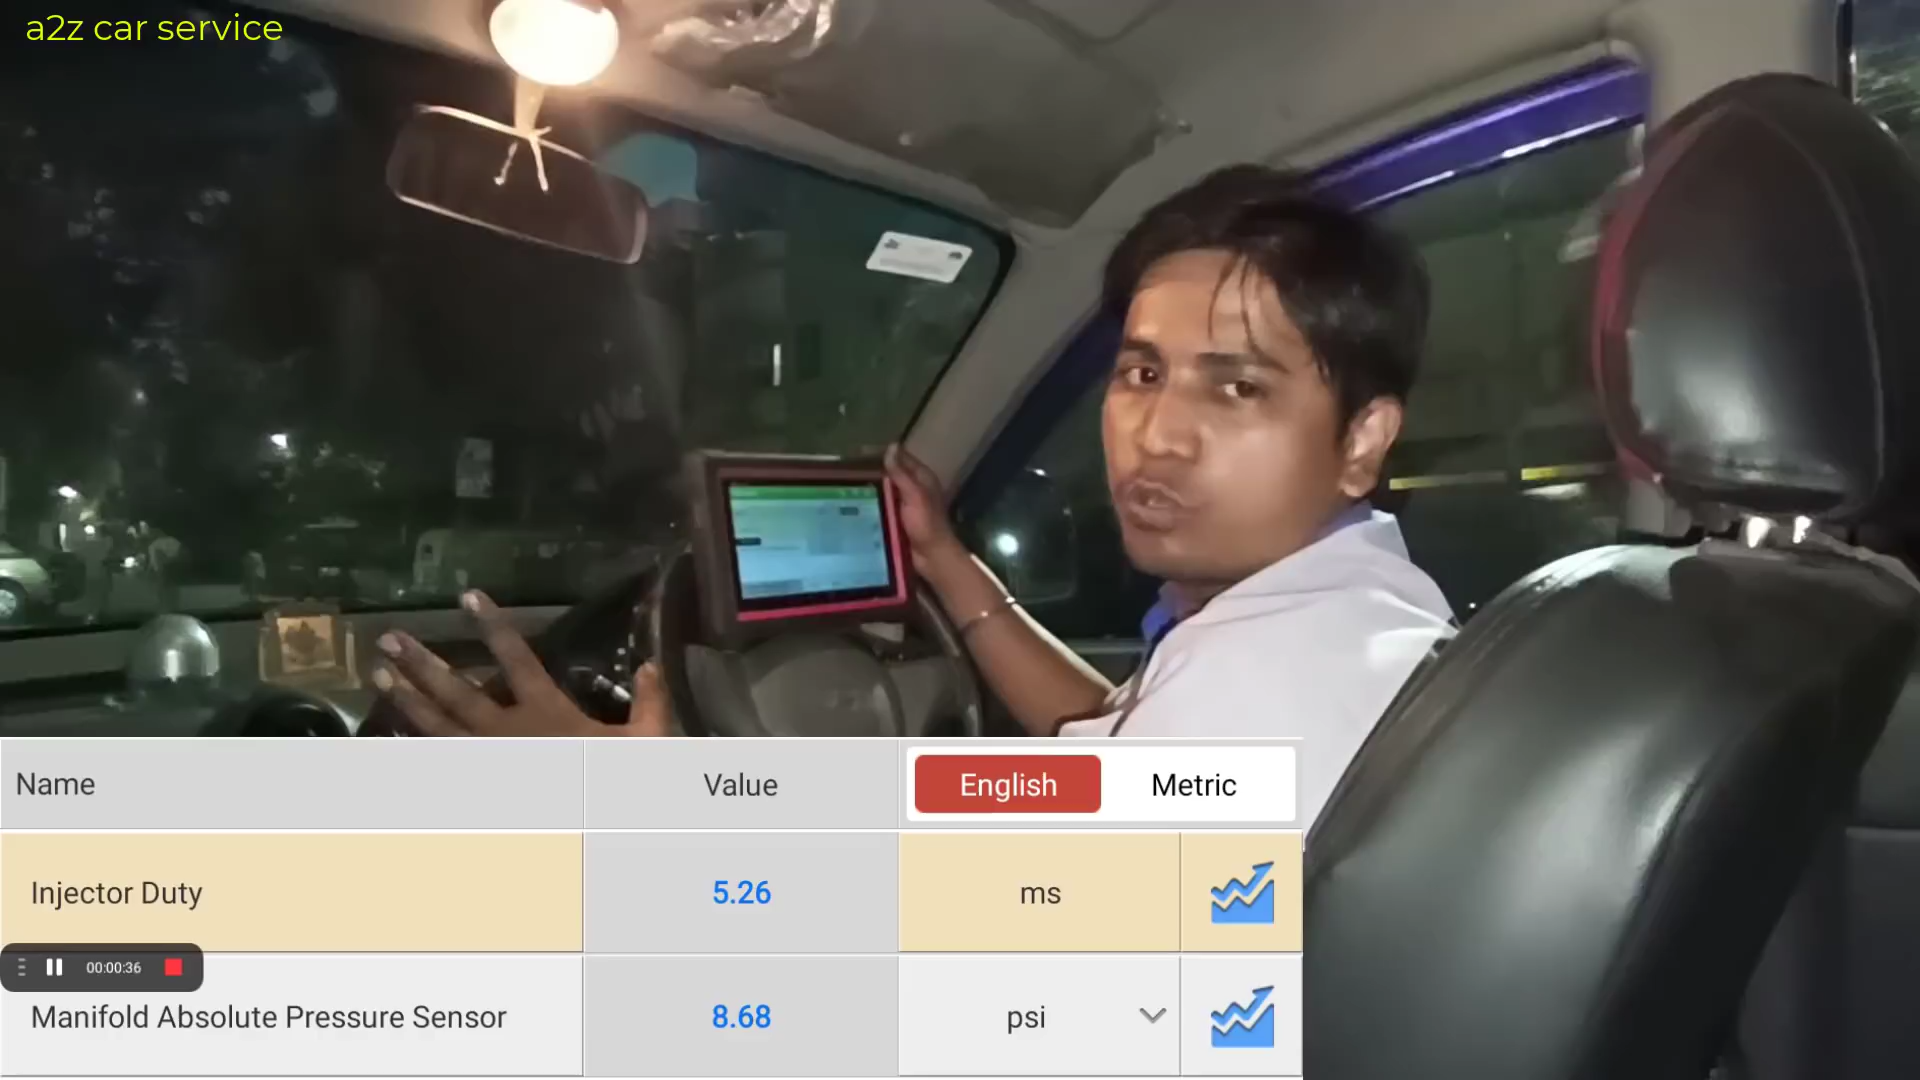 a2z car service
Name Value English Metric
Injector Duty 5.26 ms
00:00:36
Manifold Absolute Pressure Sensor 8.68 psi